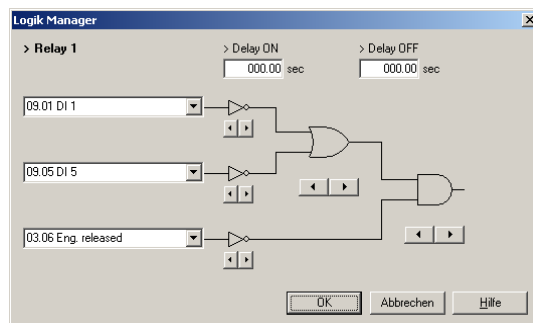 Logik Manager
> Relay 1
> Delay ON
> Delay OFF
000.00 sec
000.00 sec
09.01 DI 1
09.05 DI 5
03.06 Eng. released
OK
Abbrechen
Hilfe